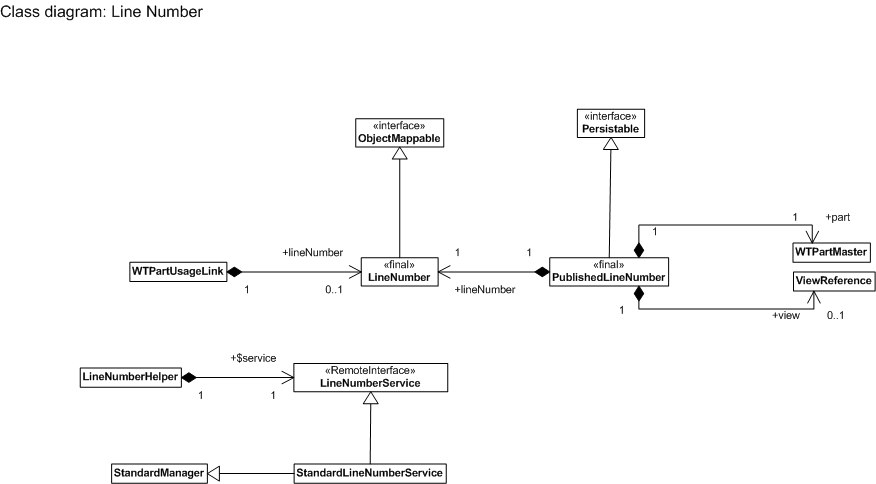 Class diagram: Line Number
«interface»
ObjectMappable
«interface»
Persistable
1
+part
1
WTPartMaster
+lineNumber
1
1
«final»
LineNumber
«final»
PublishedLineNumber
WTPartUsageLink
ViewReference
1
0..1
+lineNumber
1
+view
0..1
+$service
LineNumberHelper
«RemoteInterface»
LineNumberService
1
1
StandardManager
StandardLineNumberService